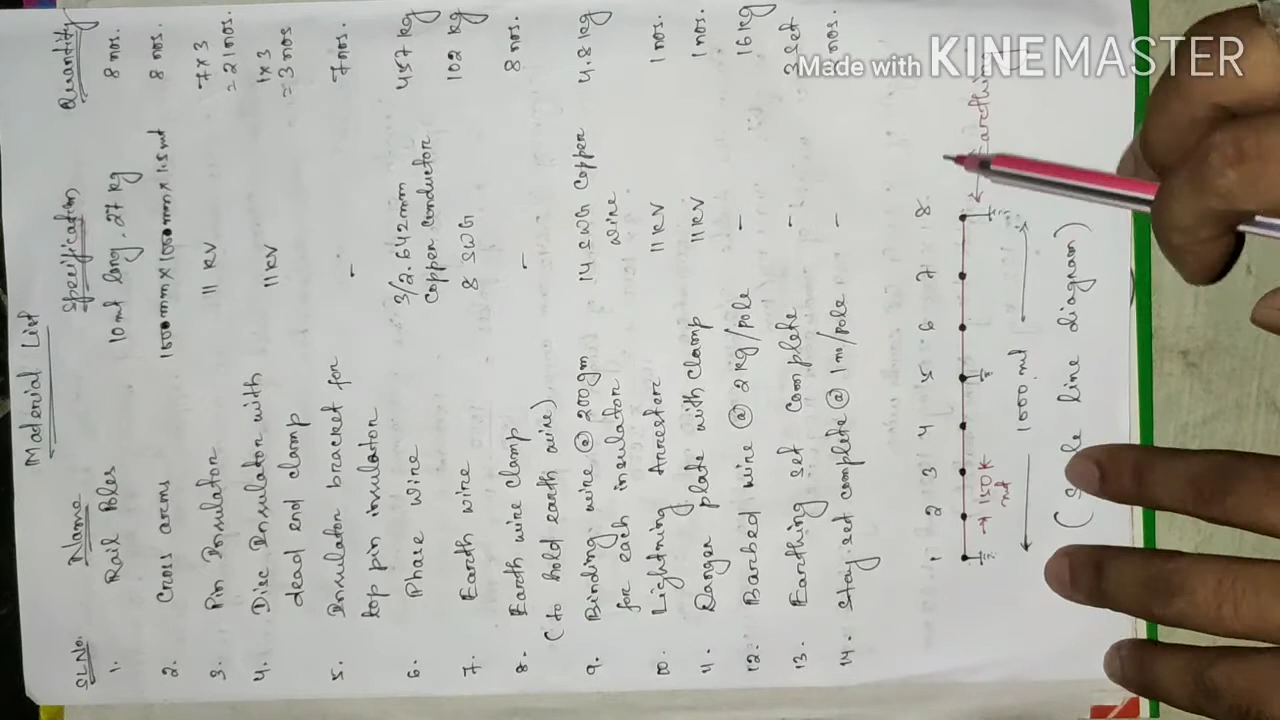 Material List
SL.No. Name Specification Quantity
1. Rail Poles 10 mt long. 27 kg 8 nos.
2. Cross arms 1500mm x 1000mm x 1.5mt 8 nos.
3. Pin Insulator 11 KV 7x3
= 21 nos.
4. Disc Insulator with 11 KV 1x3
dead end clamp = 3 nos
5. Insulator bracket for - 7 nos.
top pin insulator
6. Phase wire 3/2.642mm 457 kg
copper conductor
7. Earth wire 8 SWG 102 kg
8. Earth wire clamp - 8 nos.
(to hold earth wire)
9. Binding wire @ 200gm 14 SWG Copper 4.8 kg
for each insulator wire
10. Lightning Arrestor 11 KV 1 nos.
11. Danger plate with clamp 11KV 1 nos.
12. Barbed wire @ 2 kg/pole - 16 kg
13. Earthing set complete - 3 set
14. Stay set complete @ 1 no/pole - nos.
1 2 3 4 5 6 7 8
150
mt
earthing
1000 mt
( line diagram)
Made with KINEMASTER